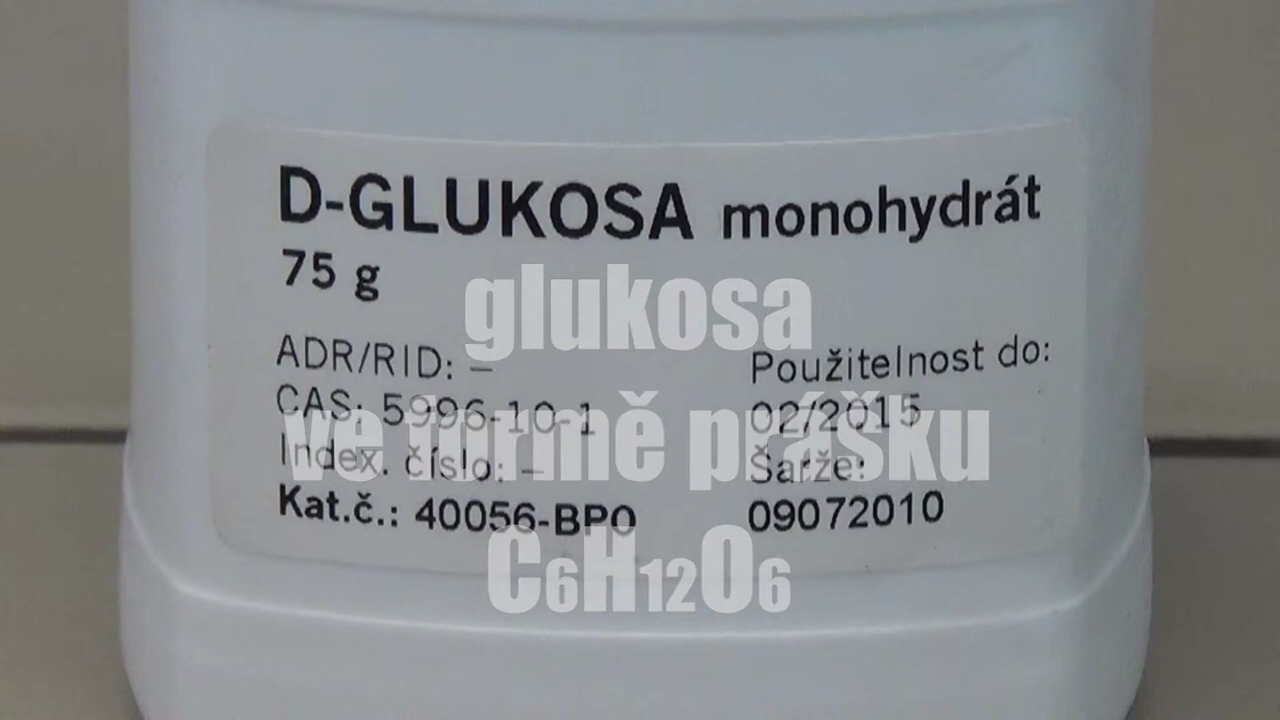 D-GLUKOSA monohydrát
75 g
ADR/RID: –
CAS: 5996-10-1
Index. číslo: –
Kat.č.: 40056-BP0
Použitelnost do:
02/2015
Šarže:
09072010
glukosa
ve formě prášku
C₆H₁₂O₆